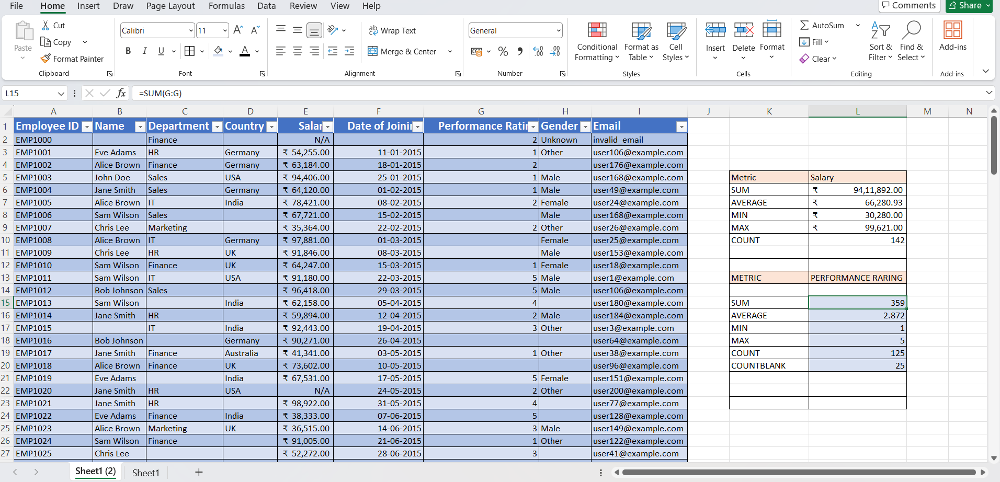 File Home Insert Draw Page Layout Formulas Data Review View Help Comments Share
Paste Cut Copy Format Painter Clipboard
Calibri 11 B I U A Font
Wrap Text Merge & Center Alignment
General % Number
Conditional Formatting Format as Table Cell Styles Styles
Insert Delete Format Cells
AutoSum Fill Clear Sort & Filter Find & Select Editing
Add-ins Add-ins
L15 fx =SUM(G:G)
A B C D E F G H I J K L M N
1 Employee ID Name Department Country Salar Date of Joinir Performance Ratir Gender Email
2 EMP1000 Finance N/A 2 Unknown invalid_email
3 EMP1001 Eve Adams HR Germany ₹ 54,255.00 11-01-2015 1 Other user106@example.com
4 EMP1002 Alice Brown Finance Germany ₹ 63,184.00 18-01-2015 2 user176@example.com
5 EMP1003 John Doe Sales USA ₹ 94,406.00 25-01-2015 1 Male user168@example.com Metric Salary
6 EMP1004 Jane Smith Sales Germany ₹ 64,120.00 01-02-2015 1 Male user49@example.com SUM ₹ 94,11,892.00
7 EMP1005 Alice Brown IT India ₹ 78,421.00 08-02-2015 2 Female user24@example.com AVERAGE ₹ 66,280.93
8 EMP1006 Sam Wilson Sales ₹ 67,721.00 15-02-2015 Male user168@example.com MIN ₹ 30,280.00
9 EMP1007 Chris Lee Marketing ₹ 35,364.00 22-02-2015 2 Other user26@example.com MAX ₹ 99,621.00
10 EMP1008 Alice Brown IT Germany ₹ 97,881.00 01-03-2015 Female user25@example.com COUNT 142
11 EMP1009 Chris Lee HR UK ₹ 91,846.00 08-03-2015 Male user153@example.com
12 EMP1010 Sam Wilson Finance UK ₹ 64,247.00 15-03-2015 1 Female user18@example.com
13 EMP1011 Sam Wilson IT USA ₹ 91,180.00 22-03-2015 5 Male user1@example.com METRIC PERFORMANCE RARING
14 EMP1012 Bob Johnson Sales ₹ 96,418.00 29-03-2015 5 Male user106@example.com
15 EMP1013 Sam Wilson India ₹ 62,158.00 05-04-2015 4 user180@example.com SUM 359
16 EMP1014 Jane Smith HR ₹ 59,894.00 12-04-2015 2 Male user184@example.com AVERAGE 2.872
17 EMP1015 IT India ₹ 92,443.00 19-04-2015 3 Other user3@example.com MIN 1
18 EMP1016 Bob Johnson Germany ₹ 90,271.00 26-04-2015 user64@example.com MAX 5
19 EMP1017 Jane Smith Finance Australia ₹ 41,341.00 03-05-2015 1 Other user38@example.com COUNT 125
20 EMP1018 Alice Brown Finance UK ₹ 73,602.00 10-05-2015 user96@example.com COUNTBLANK 25
21 EMP1019 Eve Adams India ₹ 67,531.00 17-05-2015 5 Female user151@example.com
22 EMP1020 Jane Smith HR USA N/A 24-05-2015 2 Other user200@example.com
23 EMP1021 Jane Smith HR ₹ 98,922.00 31-05-2015 4 user77@example.com
24 EMP1022 Eve Adams Finance India ₹ 38,333.00 07-06-2015 5 user128@example.com
25 EMP1023 Alice Brown Marketing UK ₹ 36,515.00 14-06-2015 3 Male user149@example.com
26 EMP1024 Sam Wilson Finance ₹ 91,005.00 21-06-2015 1 Other user122@example.com
27 EMP1025 Chris Lee ₹ 52,272.00 28-06-2015 3 user41@example.com
Sheet1 (2) Sheet1